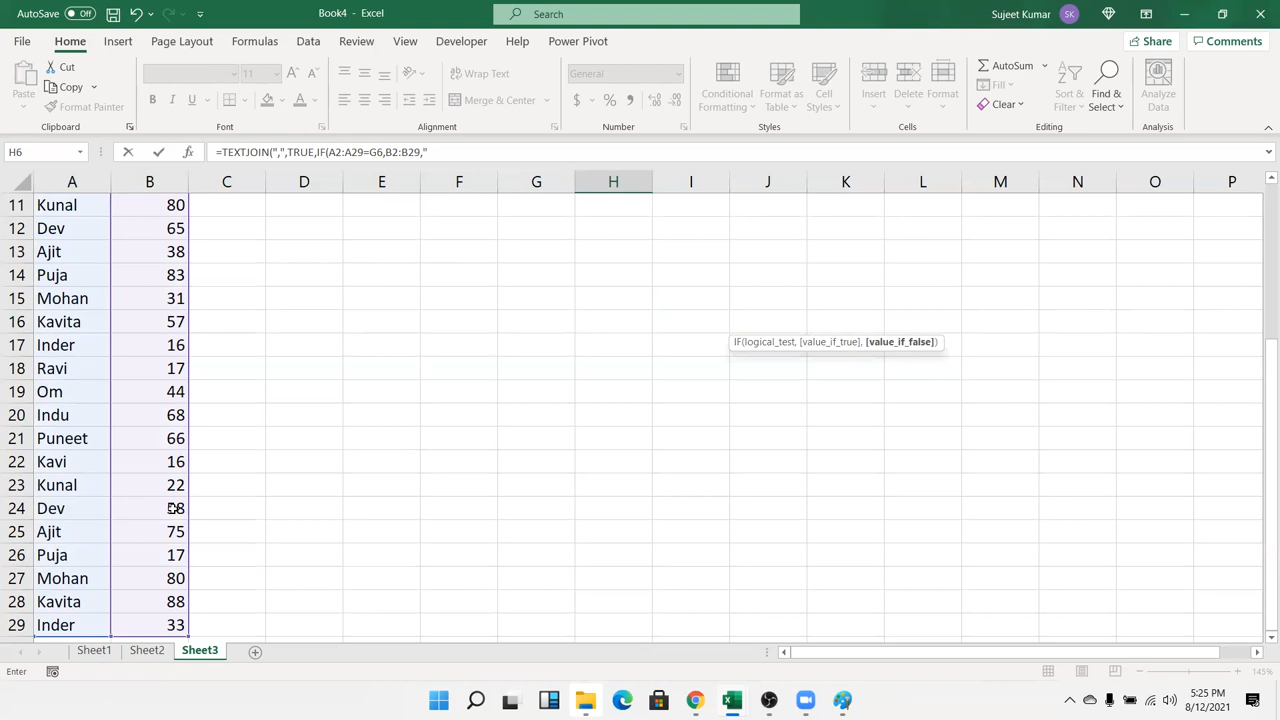 AutoSave Off Book4 - Excel Search Sujeet Kumar SK
File Home Insert Page Layout Formulas Data Review View Developer Help Power Pivot Share Comments
Paste Cut Copy Format Painter Clipboard
11 Font
Wrap Text Merge & Center Alignment
General Number
Conditional Formatting Format as Table Cell Styles Styles
Insert Delete Format Cells
AutoSum Fill Clear Sort & Filter Find & Select Editing
Analyze Data Analysis
H6 fx =TEXTJOIN(",",TRUE,IF(A2:A29=G6,B2:B29,"
A B C D E F G H I J K L M N O P
11 Kunal 80
12 Dev 65
13 Ajit 38
14 Puja 83
15 Mohan 31
16 Kavita 57
17 Inder 16
IF(logical_test, [value_if_true], [value_if_false])
18 Ravi 17
19 Om 44
20 Indu 68
21 Puneet 66
22 Kavi 16
23 Kunal 22
24 Dev
25 Ajit 75
26 Puja 17
27 Mohan 80
28 Kavita 88
29 Inder 33
Sheet1 Sheet2 Sheet3
Enter 145%
5:25 PM
8/12/2021